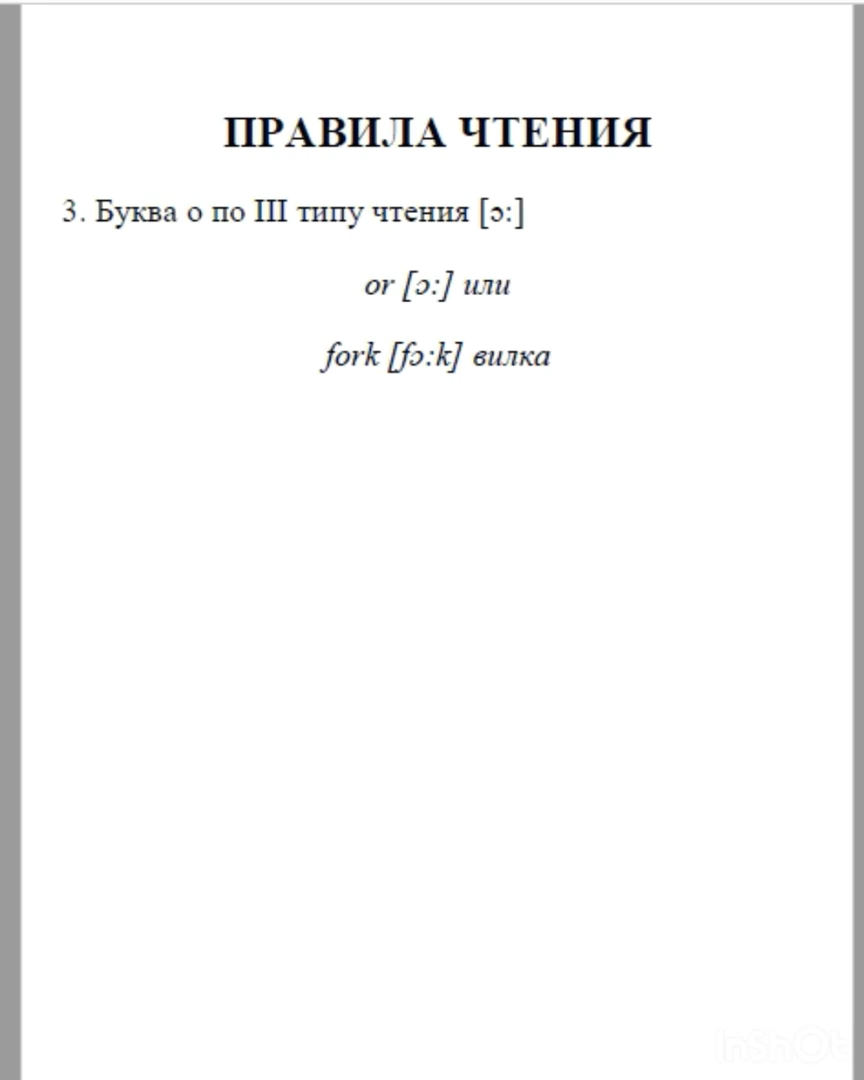 ПРАВИЛА ЧТЕНИЯ
3. Буква о по III типу чтения [ɔ:]
or [ɔ:] или
fork [fɔ:k] вилка
InShOt